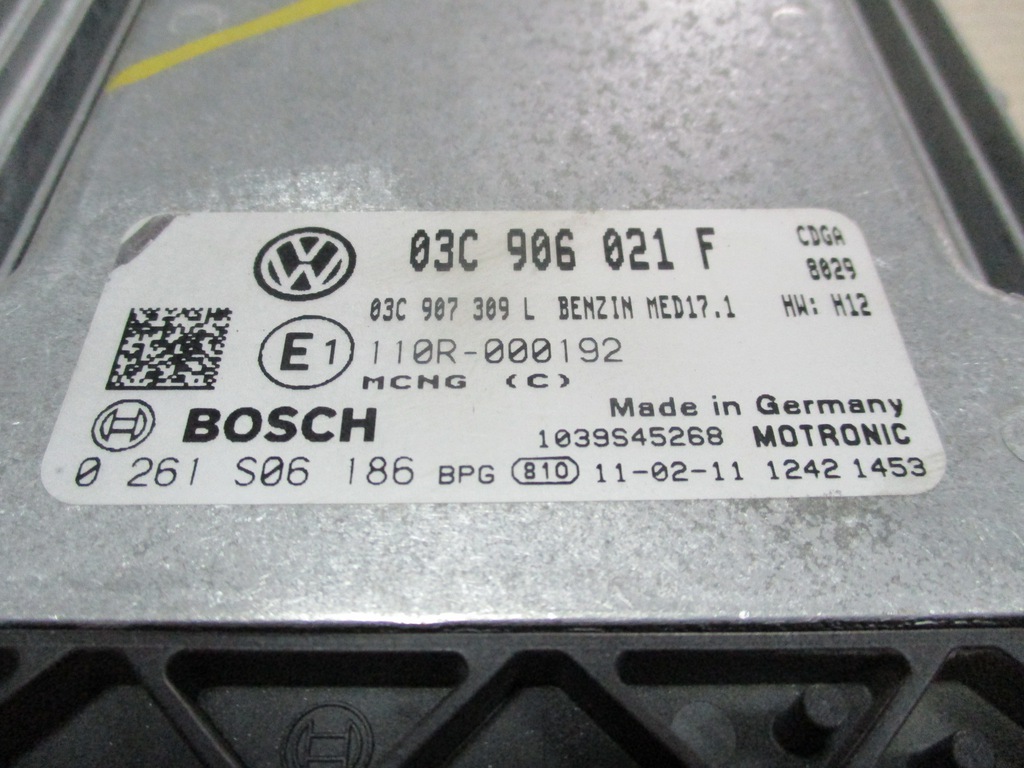 03C 906 021 F
CDGA
8029
03C 907 309 L BENZIN MED17.1
HW: H12
E1 110R-000192
MCNG (C)
BOSCH
Made in Germany
1039S45268 MOTRONIC
0 261 S06 186 BPG 810 11-02-11 1242 1453